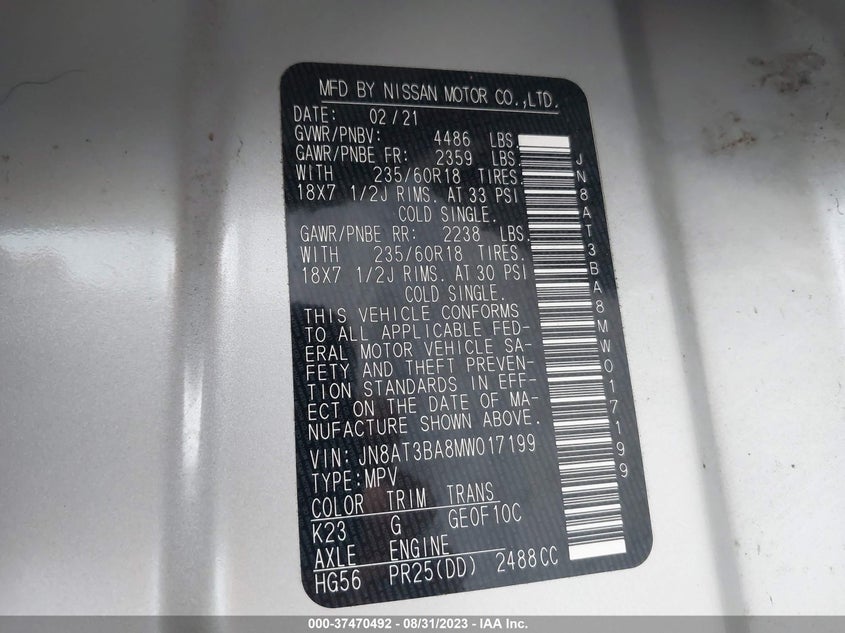 MFD BY NISSAN MOTOR CO.,LTD.
DATE: 02/21
GVWR/PNBV: 4486 LBS.
GAWR/PNBE FR: 2359 LBS.
WITH 235/60R18 TIRES.
18X7 1/2J RIMS. AT 33 PSI
COLD SINGLE.
GAWR/PNBE RR: 2238 LBS.
WITH 235/60R18 TIRES.
18X7 1/2J RIMS. AT 30 PSI
COLD SINGLE.
THIS VEHICLE CONFORMS
TO ALL APPLICABLE FED-
ERAL MOTOR VEHICLE SA-
FETY AND THEFT PREVEN-
TION STANDARDS IN EFF-
ECT ON THE DATE OF MA-
NUFACTURE SHOWN ABOVE.
VIN: JN8AT3BA8MW017199
TYPE:MPV
COLOR TRIM TRANS
K23 G GE0F10C
AXLE ENGINE
HG56 PR25(DD) 2488CC
JN8AT3BA8MW017199
000-37470492 - 08/31/2023 - IAA Inc.